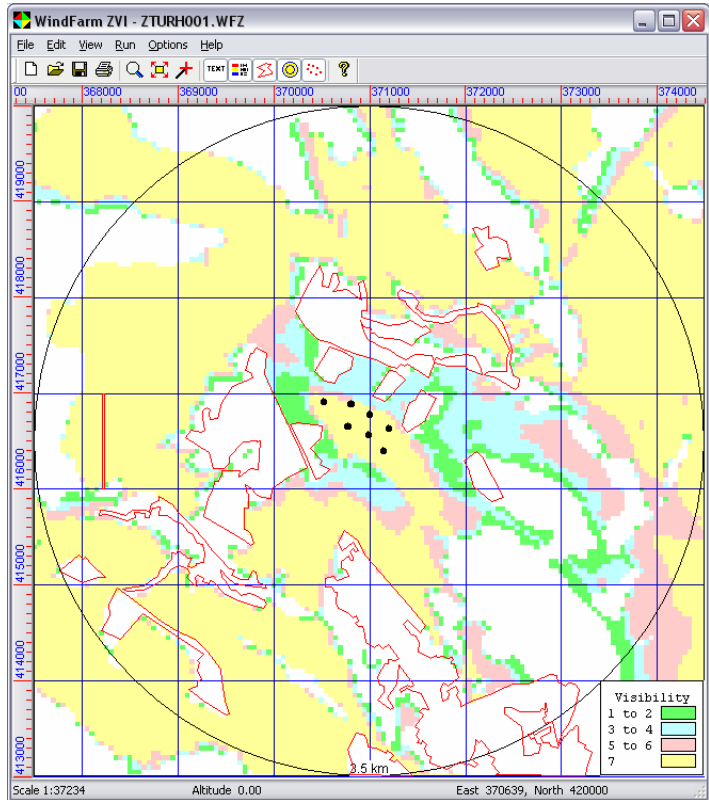 WindFarm ZVI - ZTURH001.WFZ
File Edit View Run Options Help
TEXT
00 368000 369000 370000 371000 372000 373000 374000
419000
418000
417000
416000
415000
414000
413000
3.5 km
Visibility
1 to 2
3 to 4
5 to 6
7
Scale 1:37234 Altitude 0.00 East 370639, North 420000